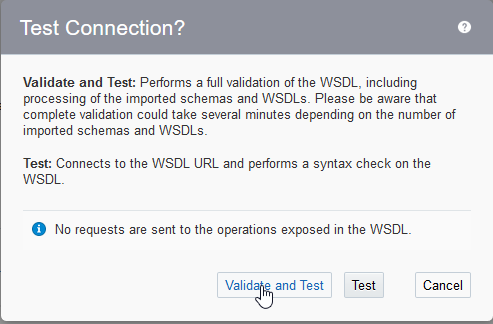 Test Connection?
?
Validate and Test: Performs a full validation of the WSDL, including
processing of the imported schemas and WSDLs. Please be aware that
complete validation could take several minutes depending on the number of
imported schemas and WSDLs.
Test: Connects to the WSDL URL and performs a syntax check on the
WSDL.
i No requests are sent to the operations exposed in the WSDL.
Validate and Test Test Cancel